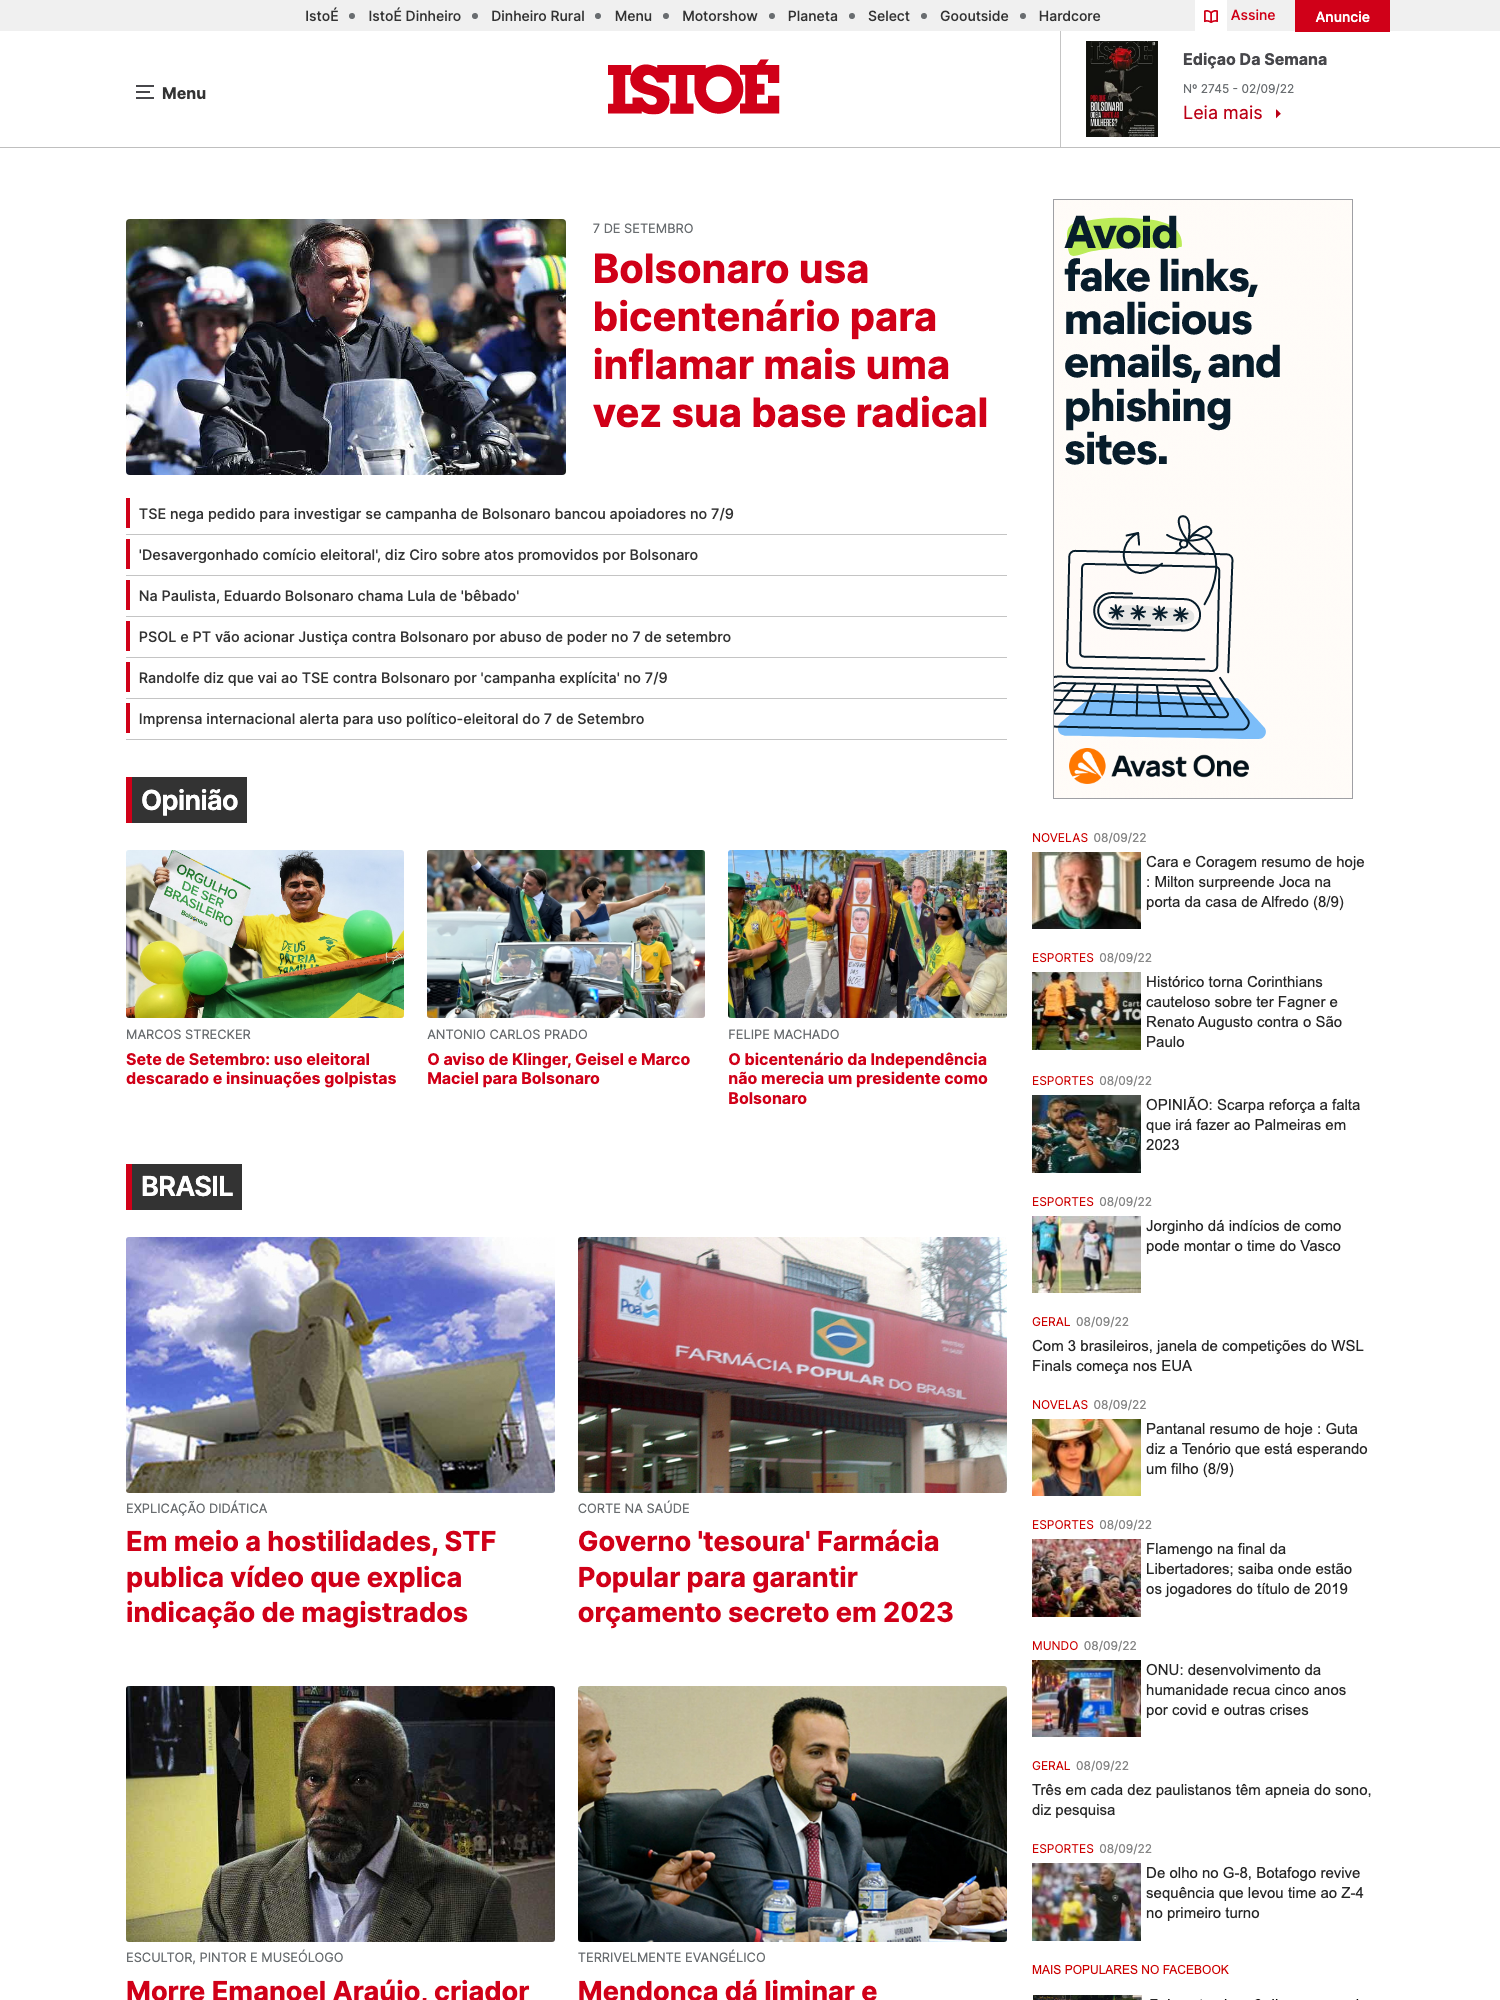 IstoÉ • IstoÉ Dinheiro • Dinheiro Rural • Menu • Motorshow • Planeta • Select • Gooutside • Hardcore
Assine
Anuncie
Menu
ISTOÉ
ISTOÉ
BOLSONARO
MULHERES?
Ediçao Da Semana
Nº 2745 - 02/09/22
Leia mais
7 DE SETEMBRO
Bolsonaro usa
bicentenário para
inflamar mais uma
vez sua base radical
TSE nega pedido para investigar se campanha de Bolsonaro bancou apoiadores no 7/9
'Desavergonhado comício eleitoral', diz Ciro sobre atos promovidos por Bolsonaro
Na Paulista, Eduardo Bolsonaro chama Lula de 'bêbado'
PSOL e PT vão acionar Justiça contra Bolsonaro por abuso de poder no 7 de setembro
Randolfe diz que vai ao TSE contra Bolsonaro por 'campanha explícita' no 7/9
Imprensa internacional alerta para uso político-eleitoral do 7 de Setembro
Avoid
fake links,
malicious
emails, and
phishing
sites.
****
Avast One
Opinião
ORGULHO
DE SER
BRASILEIRO
Bolsonaro
DEUS
PÁTRIA
FAMÍLIA
MARCOS STRECKER
Sete de Setembro: uso eleitoral
descarado e insinuações golpistas
ANTONIO CARLOS PRADO
O aviso de Klinger, Geisel e Marco
Maciel para Bolsonaro
FELIPE MACHADO
O bicentenário da Independência
não merecia um presidente como
Bolsonaro
BRASIL
Poá
FARMÁCIA POPULAR DO BRASIL
EXPLICAÇÃO DIDÁTICA
Em meio a hostilidades, STF
publica vídeo que explica
indicação de magistrados
CORTE NA SAÚDE
Governo 'tesoura' Farmácia
Popular para garantir
orçamento secreto em 2023
VEREADOR
ESCULTOR, PINTOR E MUSEÓLOGO
Morre Emanoel Araújo, criador
TERRIVELMENTE EVANGÉLICO
Mendonça dá liminar e
NOVELAS 08/09/22
Cara e Coragem resumo de hoje
: Milton surpreende Joca na
porta da casa de Alfredo (8/9)
ESPORTES 08/09/22
Histórico torna Corinthians
cauteloso sobre ter Fagner e
Renato Augusto contra o São
Paulo
ESPORTES 08/09/22
OPINIÃO: Scarpa reforça a falta
que irá fazer ao Palmeiras em
2023
ESPORTES 08/09/22
Jorginho dá indícios de como
pode montar o time do Vasco
GERAL 08/09/22
Com 3 brasileiros, janela de competições do WSL
Finals começa nos EUA
NOVELAS 08/09/22
Pantanal resumo de hoje : Guta
diz a Tenório que está esperando
um filho (8/9)
ESPORTES 08/09/22
Flamengo na final da
Libertadores; saiba onde estão
os jogadores do título de 2019
MUNDO 08/09/22
ONU: desenvolvimento da
humanidade recua cinco anos
por covid e outras crises
GERAL 08/09/22
Três em cada dez paulistanos têm apneia do sono,
diz pesquisa
ESPORTES 08/09/22
De olho no G-8, Botafogo revive
sequência que levou time ao Z-4
no primeiro turno
MAIS POPULARES NO FACEBOOK